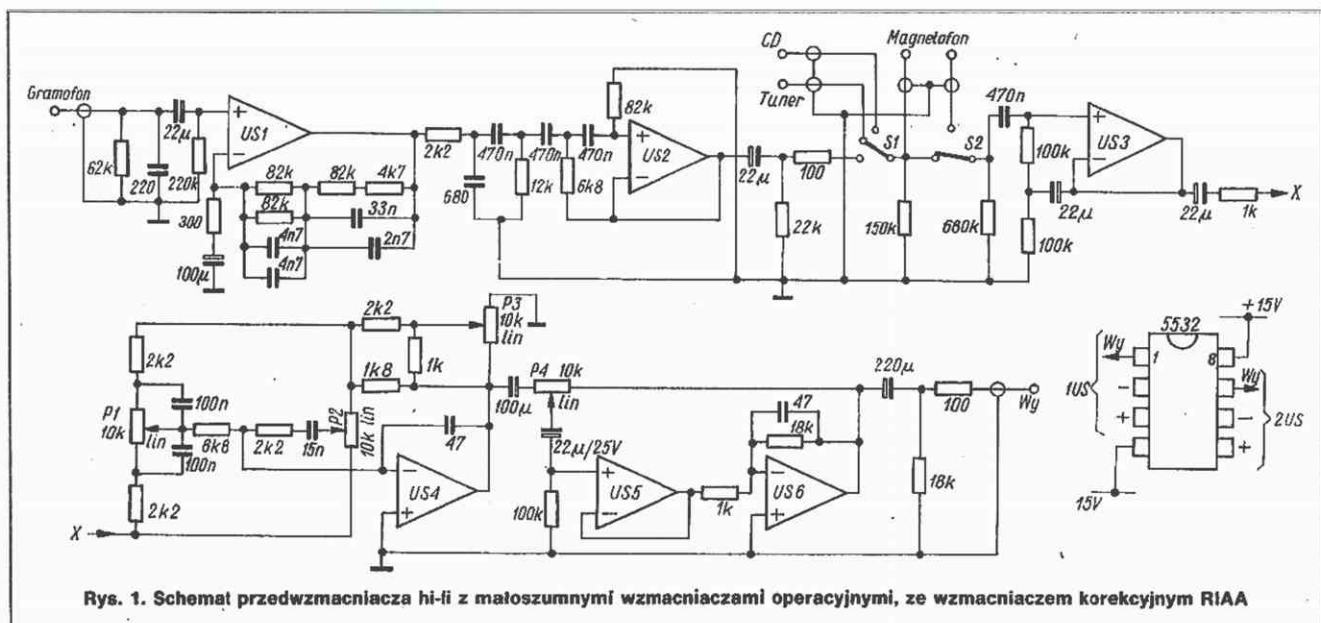 CD
Magnetofon
Gramofon
Tuner
22µ
62k
220
220k
+
US1
-
300
100µ
82k
82k
4k7
82k
33n
4n7
2n7
4n7
2k2
680
470n
470n
470n
12k
6k8
82k
+
US2
-
22µ
100
22k
S1
S2
150k
680k
470n
+
US3
-
100k
22µ
100k
22µ
1k
X
2k2
P1
10k
lin
100n
100n
2k2
X
6k8
2k2
15n
P2
10k lin
2k2
1k
1k8
P3
10k
lin
47
-
US4
+
100µ
P4 10k
lin
22µ/25V
100k
+
US5
-
1k
47
18k
-
US6
+
220µ
100
Wy
18k
+15V
5532
Wy
1
8
1US
-
Wy
+
-
2US
+
15V
Rys. 1. Schemat przedwzmacniacza hi-fi z małoszumnymi wzmacniaczami operacyjnymi, ze wzmacniaczem korekcyjnym RIAA